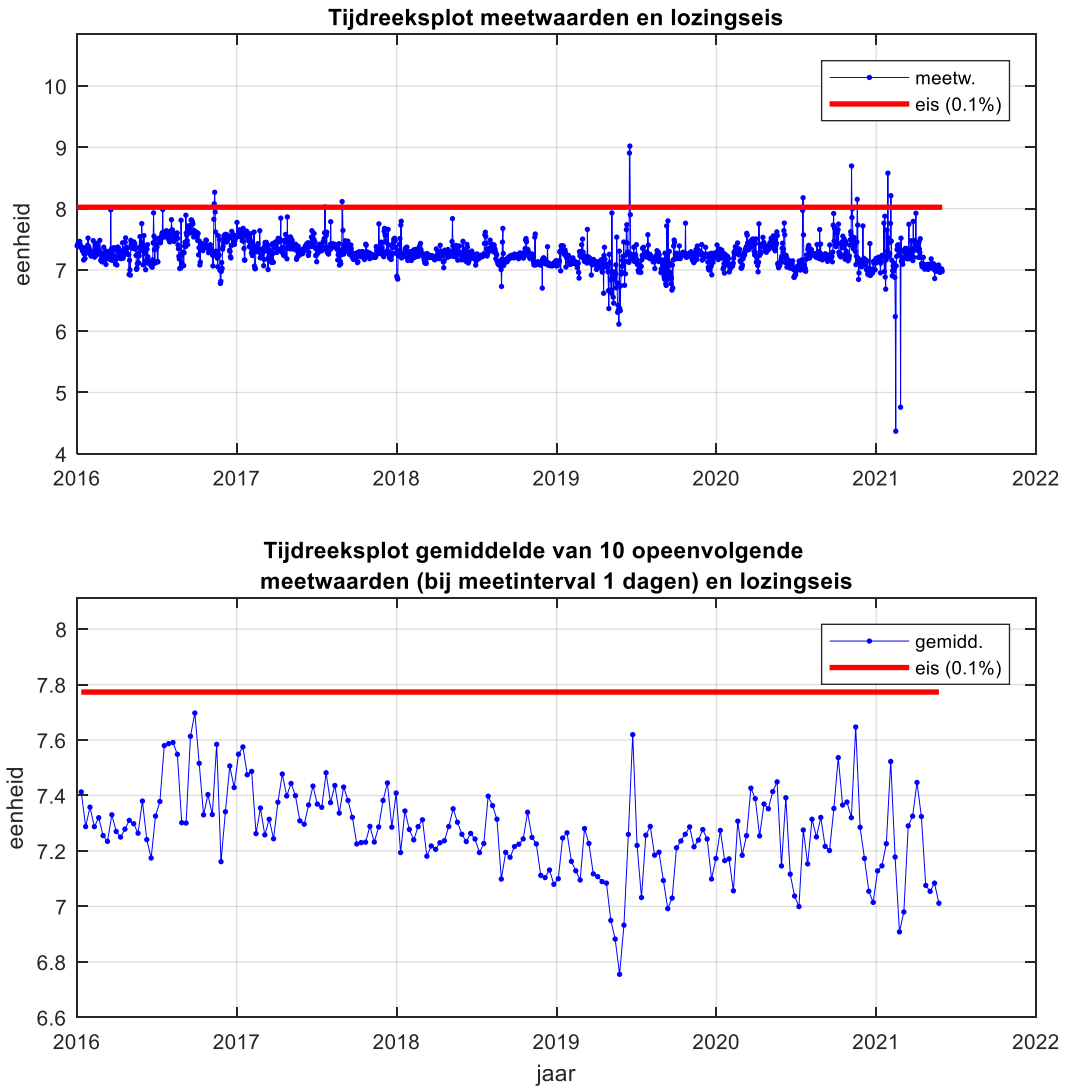 Tijdreeksplot meetwaarden en lozingseis
meetw.
eis (0.1%)
eenheid
10
9
8
7
6
5
4
2016
2017
2018
2019
2020
2021
2022
Tijdreeksplot gemiddelde van 10 opeenvolgende
meetwaarden (bij meetinterval 1 dagen) en lozingseis
gemidd.
eis (0.1%)
eenheid
8
7.8
7.6
7.4
7.2
7
6.8
6.6
2016
2017
2018
2019
2020
2021
2022
jaar